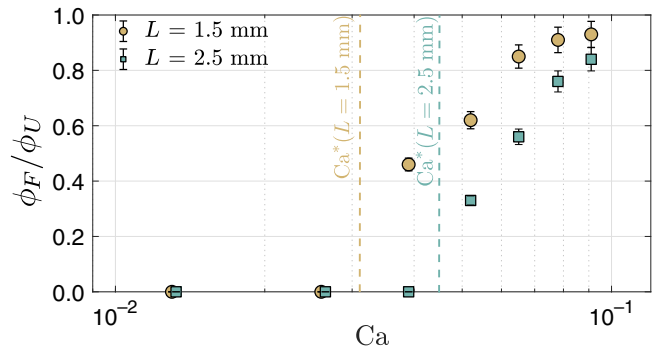 L = 1.5 mm
L = 2.5 mm
Ca*(L = 1.5 mm)
Ca*(L = 2.5 mm)
ϕ_F/ϕ_U
1.0
0.8
0.6
0.4
0.2
0.0
10⁻²
10⁻¹
Ca